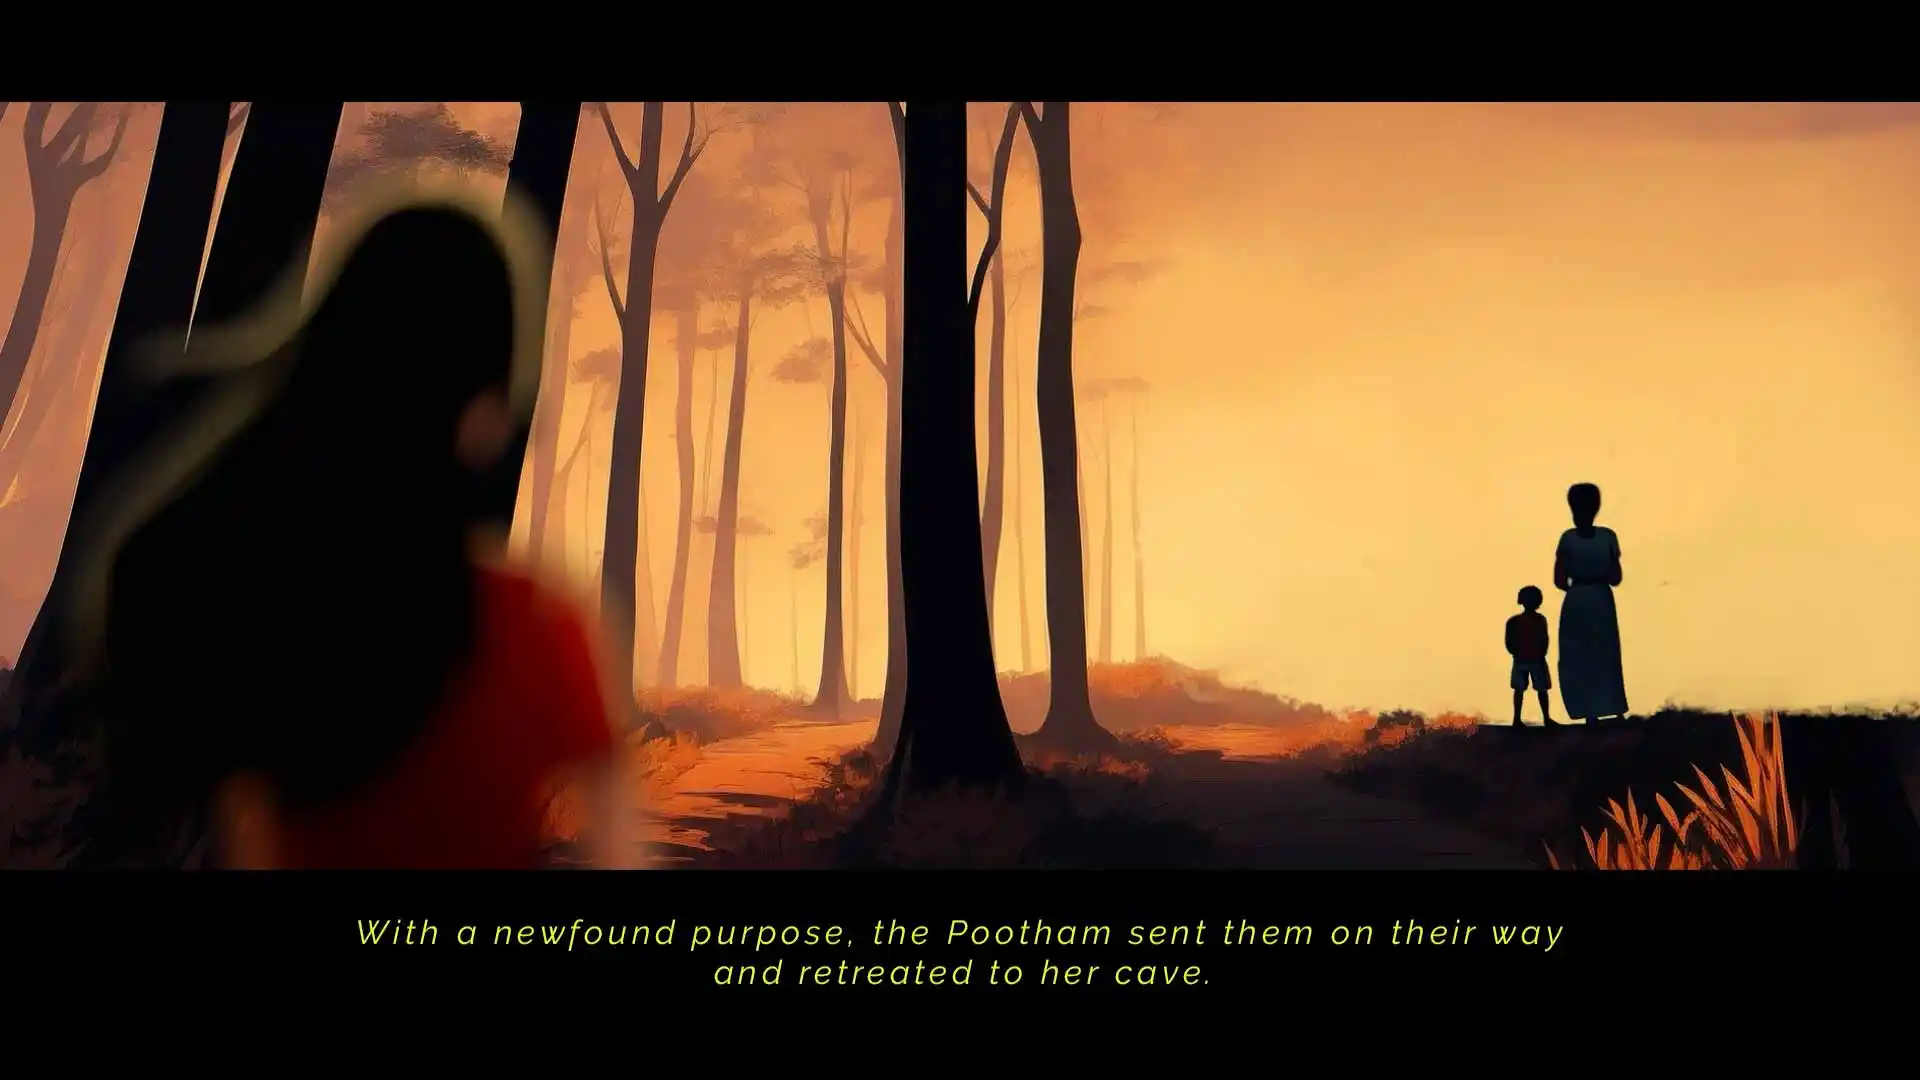 With a newfound purpose, the Pootham sent them on their way
and retreated to her cave.